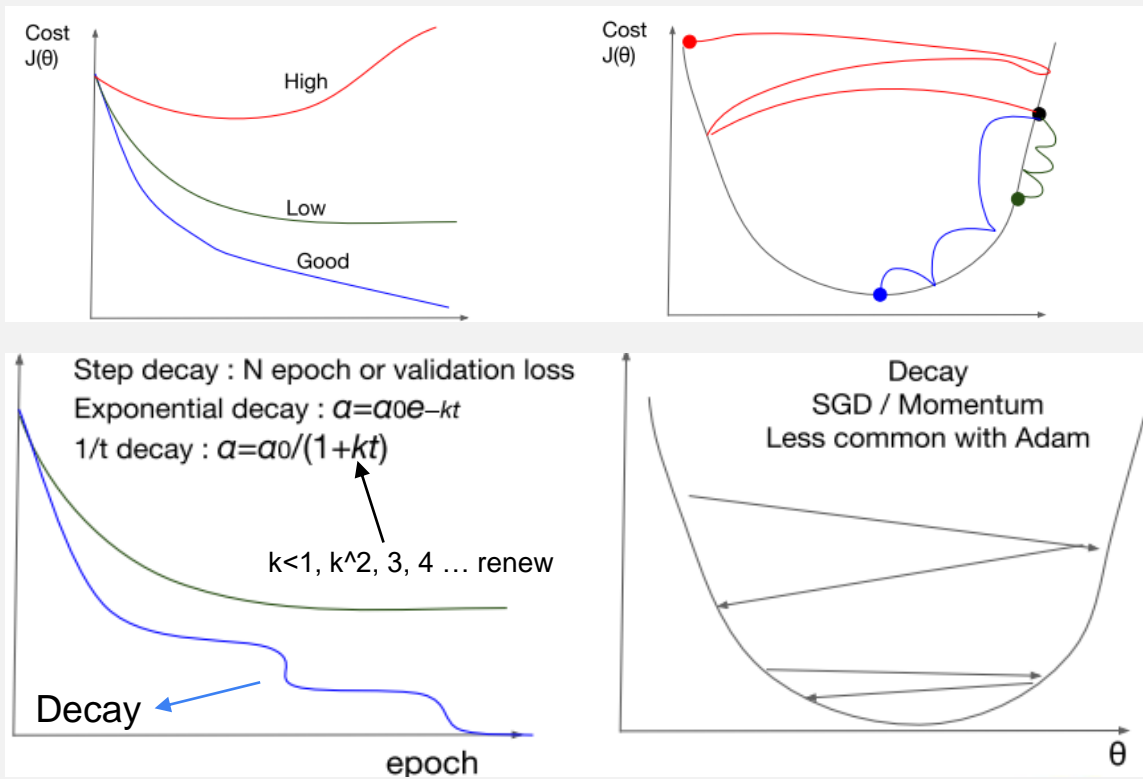 Cost
J(θ)
High
Low
Good
Cost
J(θ)
Step decay : N epoch or validation loss
Exponential decay : α=α0e−kt
1/t decay : α=α0/(1+kt)
k<1, k^2, 3, 4 … renew
Decay
epoch
Decay
SGD / Momentum
Less common with Adam
θ